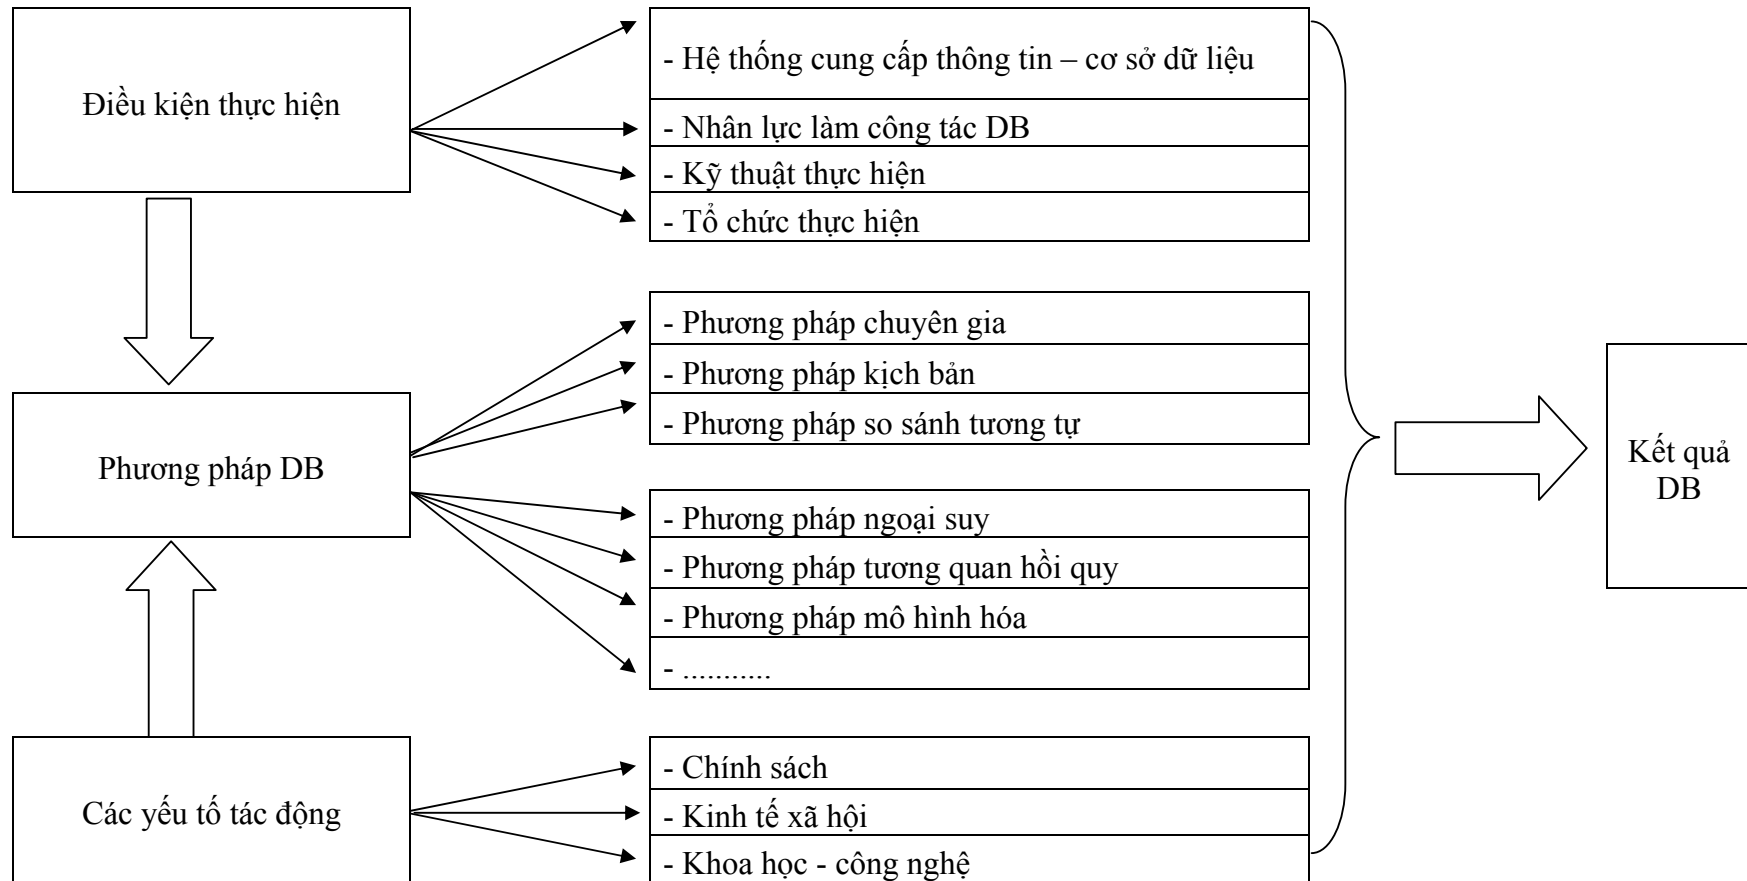 Điều kiện thực hiện
- Hệ thống cung cấp thông tin – cơ sở dữ liệu
- Nhân lực làm công tác DB
- Kỹ thuật thực hiện
- Tổ chức thực hiện
Phương pháp DB
- Phương pháp chuyên gia
- Phương pháp kịch bản
- Phương pháp so sánh tương tự
- Phương pháp ngoại suy
- Phương pháp tương quan hồi quy
- Phương pháp mô hình hóa
- ...........
Các yếu tố tác động
- Chính sách
- Kinh tế xã hội
- Khoa học - công nghệ
Kết quả
DB